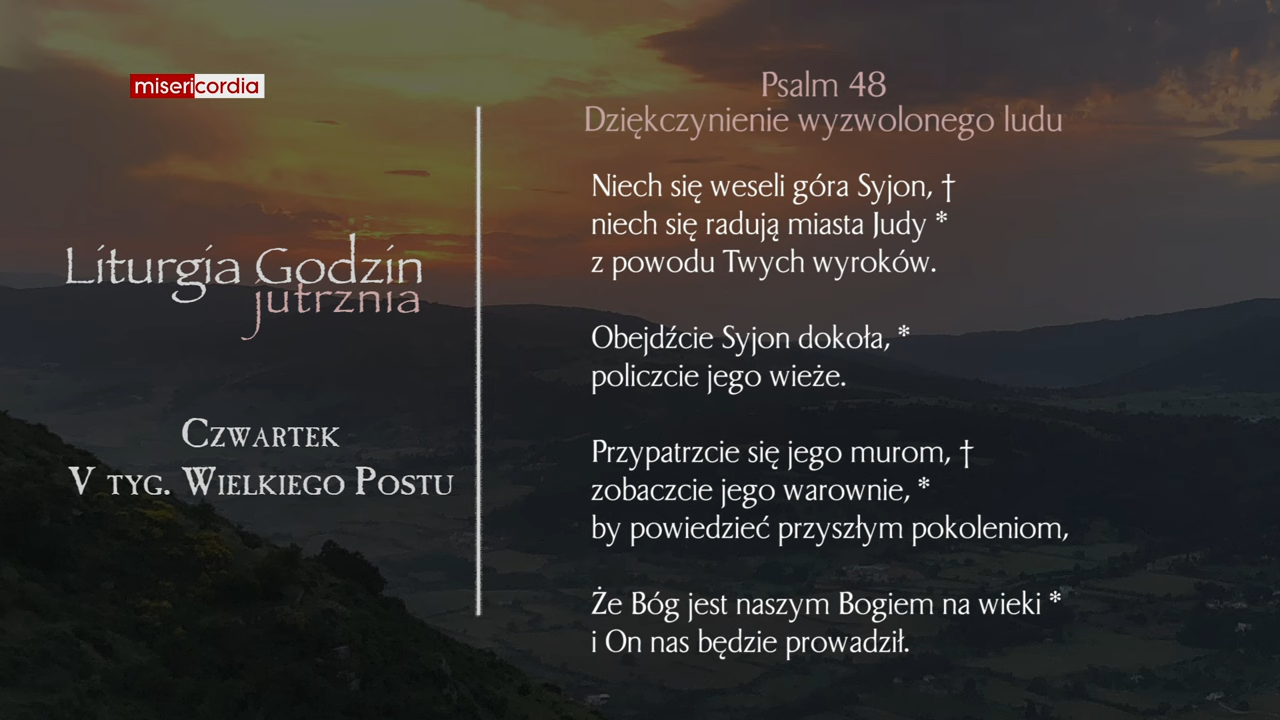 misericordia
Liturgia Godzin
jutrznia
Czwartek
V tyg. Wielkiego Postu
Psalm 48
Dziękczynienie wyzwolonego ludu
Niech się weseli góra Syjon, †
niech się radują miasta Judy *
z powodu Twych wyroków.
Obejdźcie Syjon dokoła, *
policzcie jego wieże.
Przypatrzcie się jego murom, †
zobaczcie jego warownie, *
by powiedzieć przyszłym pokoleniom,
Że Bóg jest naszym Bogiem na wieki *
i On nas będzie prowadził.